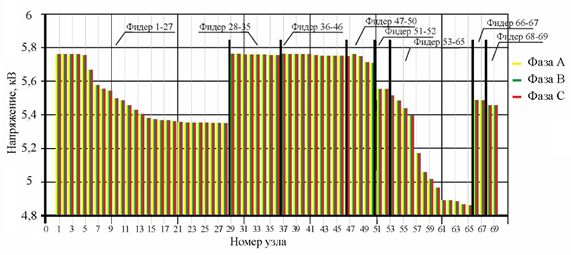 Фидер 47-50
Фидер 66-67
Фидер 1-27
Фидер 28-35
Фидер 36-46
Фидер 51-52
Фидер 68-69
Фидер 53-65
Напряжение, кВ
6
5,8
5,6
5,4
5,2
5
4,8
Фаза A
Фаза B
Фаза C
1 3 5 7 9 11 13 15 17 19 21 23 25 27 29 31 33 35 37 39 41 43 45 47 49 51 53 55 57 59 61 63 65 67 69
Номер узла